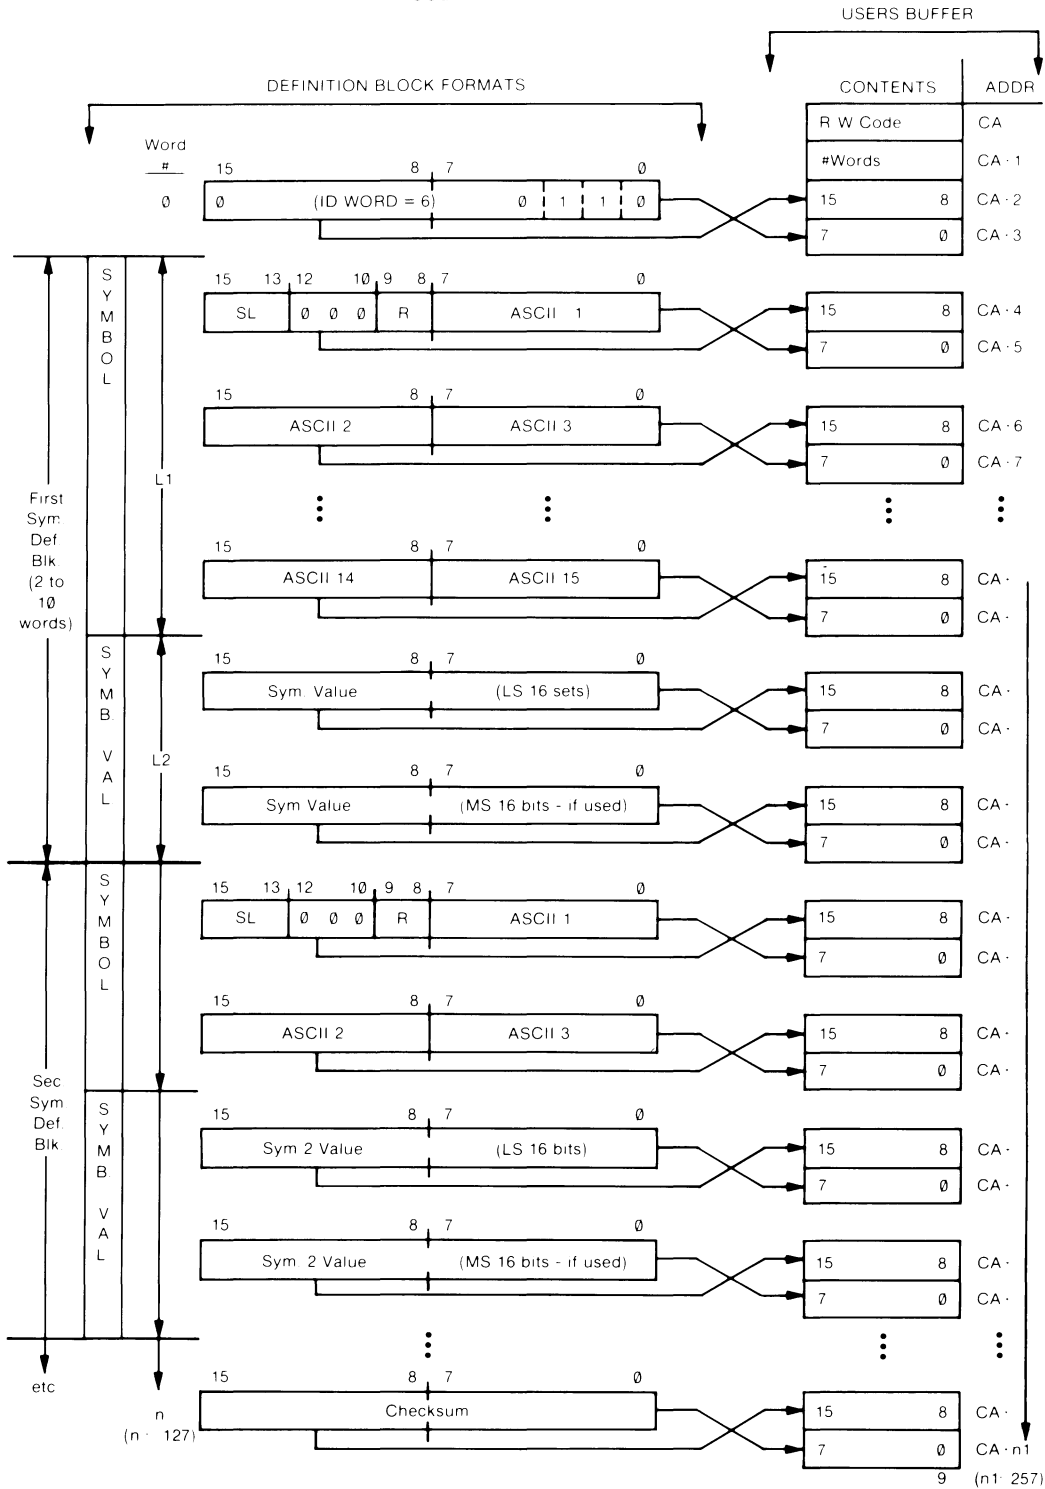 USERS BUFFER
DEFINITION BLOCK FORMATS
CONTENTS ADDR
R W Code CA
Word
#
15 8 7 0
#Words CA · 1
Ø Ø (ID WORD = 6) Ø 1 1 Ø
15 8 CA · 2
7 Ø CA · 3
SYMBOL
15 13 12 10 9 8 7 Ø
SL Ø Ø Ø R ASCII 1
15 8 CA · 4
7 Ø CA · 5
15 8 7 Ø
ASCII 2 ASCII 3
15 8 CA · 6
7 Ø CA · 7
L1
First
Sym.
Def
Blk.
(2 to
1Ø
words)
15 8 7 Ø
ASCII 14 ASCII 15
15 8 CA ·
7 Ø CA ·
SYMB. VAL
15 8 7 Ø
Sym. Value (LS 16 sets)
15 8 CA ·
7 Ø CA ·
L2
15 8 7 Ø
Sym Value (MS 16 bits - if used)
15 8 CA ·
7 Ø CA ·
SYMBOL
15 13 12 1Ø 9 8 7 Ø
SL Ø Ø Ø R ASCII 1
15 8 CA ·
7 Ø CA ·
15 8 7 Ø
ASCII 2 ASCII 3
15 8 CA ·
7 Ø CA ·
Sec
Sym
Def.
Blk
SYMB. VAL
15 8 7 Ø
Sym 2 Value (LS 16 bits)
15 8 CA ·
7 Ø CA ·
15 8 7 Ø
Sym. 2 Value (MS 16 bits - if used)
15 8 CA ·
7 Ø CA ·
etc
15 8 7 Ø
n
(n · 127)
Checksum
15 8 CA ·
7 Ø CA · n1
9 (n1· 257)